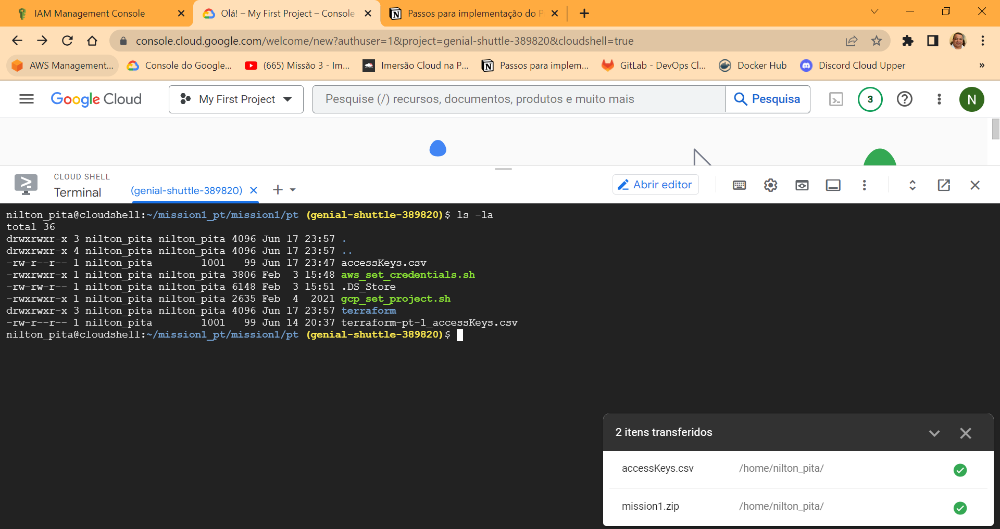 IAM Management Console
Olá! – My First Project – Console
Passos para implementação do P
console.cloud.google.com/welcome/new?authuser=1&project=genial-shuttle-389820&cloudshell=true
AWS Management... Console do Google... (665) Missão 3 - Im... Imersão Cloud na P... Passos para implem... GitLab - DevOps Cl... Docker Hub Discord Cloud Upper »
Google Cloud My First Project Pesquise (/) recursos, documentos, produtos e muito mais Pesquisa 3 N
CLOUD SHELL
Terminal (genial-shuttle-389820) Abrir editor
nilton_pita@cloudshell:~/mission1_pt/mission1/pt (genial-shuttle-389820)$ ls -la
total 36
drwxrwxr-x 3 nilton_pita nilton_pita 4096 Jun 17 23:57 .
drwxrwxr-x 4 nilton_pita nilton_pita 4096 Jun 17 23:57 ..
-rw-r--r-- 1 nilton_pita        1001   99 Jun 17 23:47 accessKeys.csv
-rwxrwxr-x 1 nilton_pita nilton_pita 3806 Feb  3 15:48 aws_set_credentials.sh
-rw-rw-r-- 1 nilton_pita nilton_pita 6148 Feb  3 15:51 .DS_Store
-rwxrwxr-x 1 nilton_pita nilton_pita 2635 Feb  4  2021 gcp_set_project.sh
drwxrwxr-x 3 nilton_pita nilton_pita 4096 Jun 17 23:57 terraform
-rw-r--r-- 1 nilton_pita        1001   99 Jun 14 20:37 terraform-pt-1_accessKeys.csv
nilton_pita@cloudshell:~/mission1_pt/mission1/pt (genial-shuttle-389820)$
2 itens transferidos
accessKeys.csv /home/nilton_pita/
mission1.zip /home/nilton_pita/